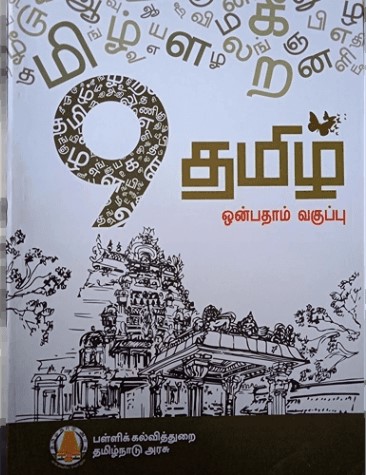 9
தமிழ்
ஒன்பதாம் வகுப்பு
பள்ளிக் கல்வித்துறை
தமிழ்நாடு அரசு